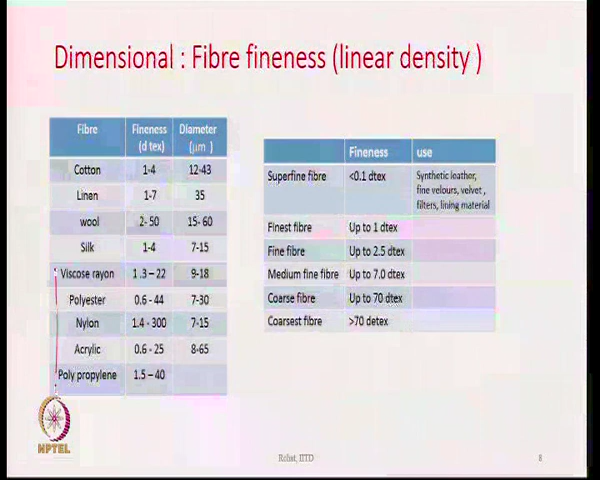 Dimensional : Fibre fineness (linear density )
Fibre Fineness (d tex) Diameter (μm )
Cotton 1-4 12-43
Linen 1-7 35
wool 2- 50 15- 60
Silk 1-4 7-15
Viscose rayon 1.3 – 22 9-18
Polyester 0.6 - 44 7-30
Nylon 1.4 - 300 7-15
Acrylic 0.6 - 25 8-65
Poly propylene 1.5 – 40
Fineness use
Superfine fibre <0.1 dtex Synthetic leather,
fine velours, velvet ,
filters, lining material
Finest fibre Up to 1 dtex
Fine fibre Up to 2.5 dtex
Medium fine fibre Up to 7.0 dtex
Coarse fibre Up to 70 dtex
Coarsest fibre >70 detex
NPTEL
Rohat, IITD
8